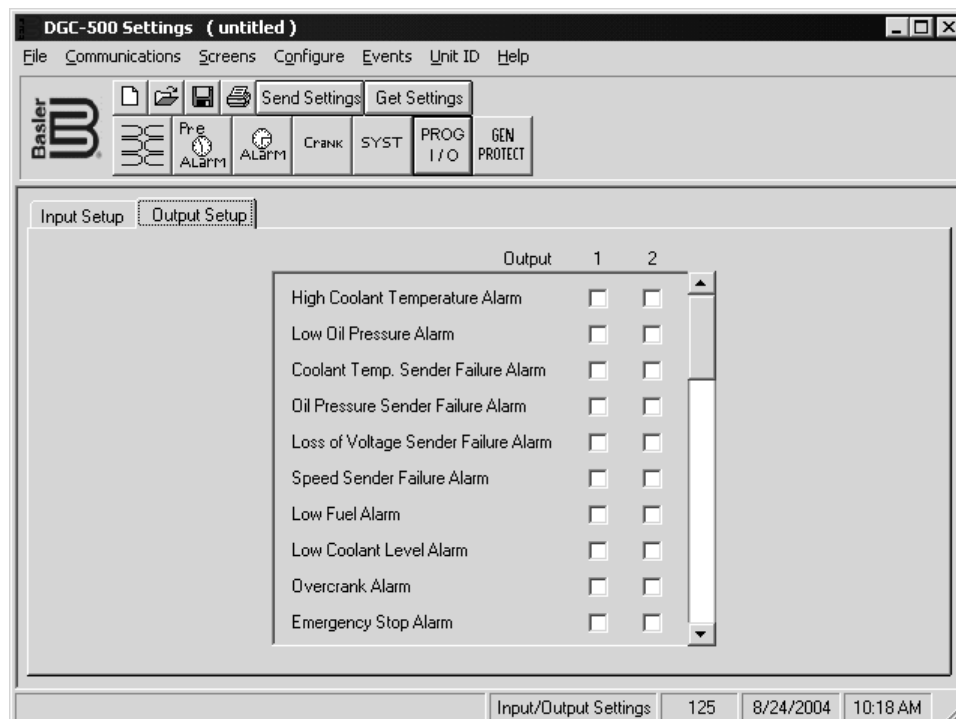 DGC-500 Settings ( untitled )
File Communications Screens Configure Events Unit ID Help
Basler
Send Settings Get Settings
Pre ALarm
ALarm
Crank
SYST
PROG I/O
GEN PROTECT
Input Setup Output Setup
Output 1 2
High Coolant Temperature Alarm
Low Oil Pressure Alarm
Coolant Temp. Sender Failure Alarm
Oil Pressure Sender Failure Alarm
Loss of Voltage Sender Failure Alarm
Speed Sender Failure Alarm
Low Fuel Alarm
Low Coolant Level Alarm
Overcrank Alarm
Emergency Stop Alarm
Input/Output Settings 125 8/24/2004 10:18 AM